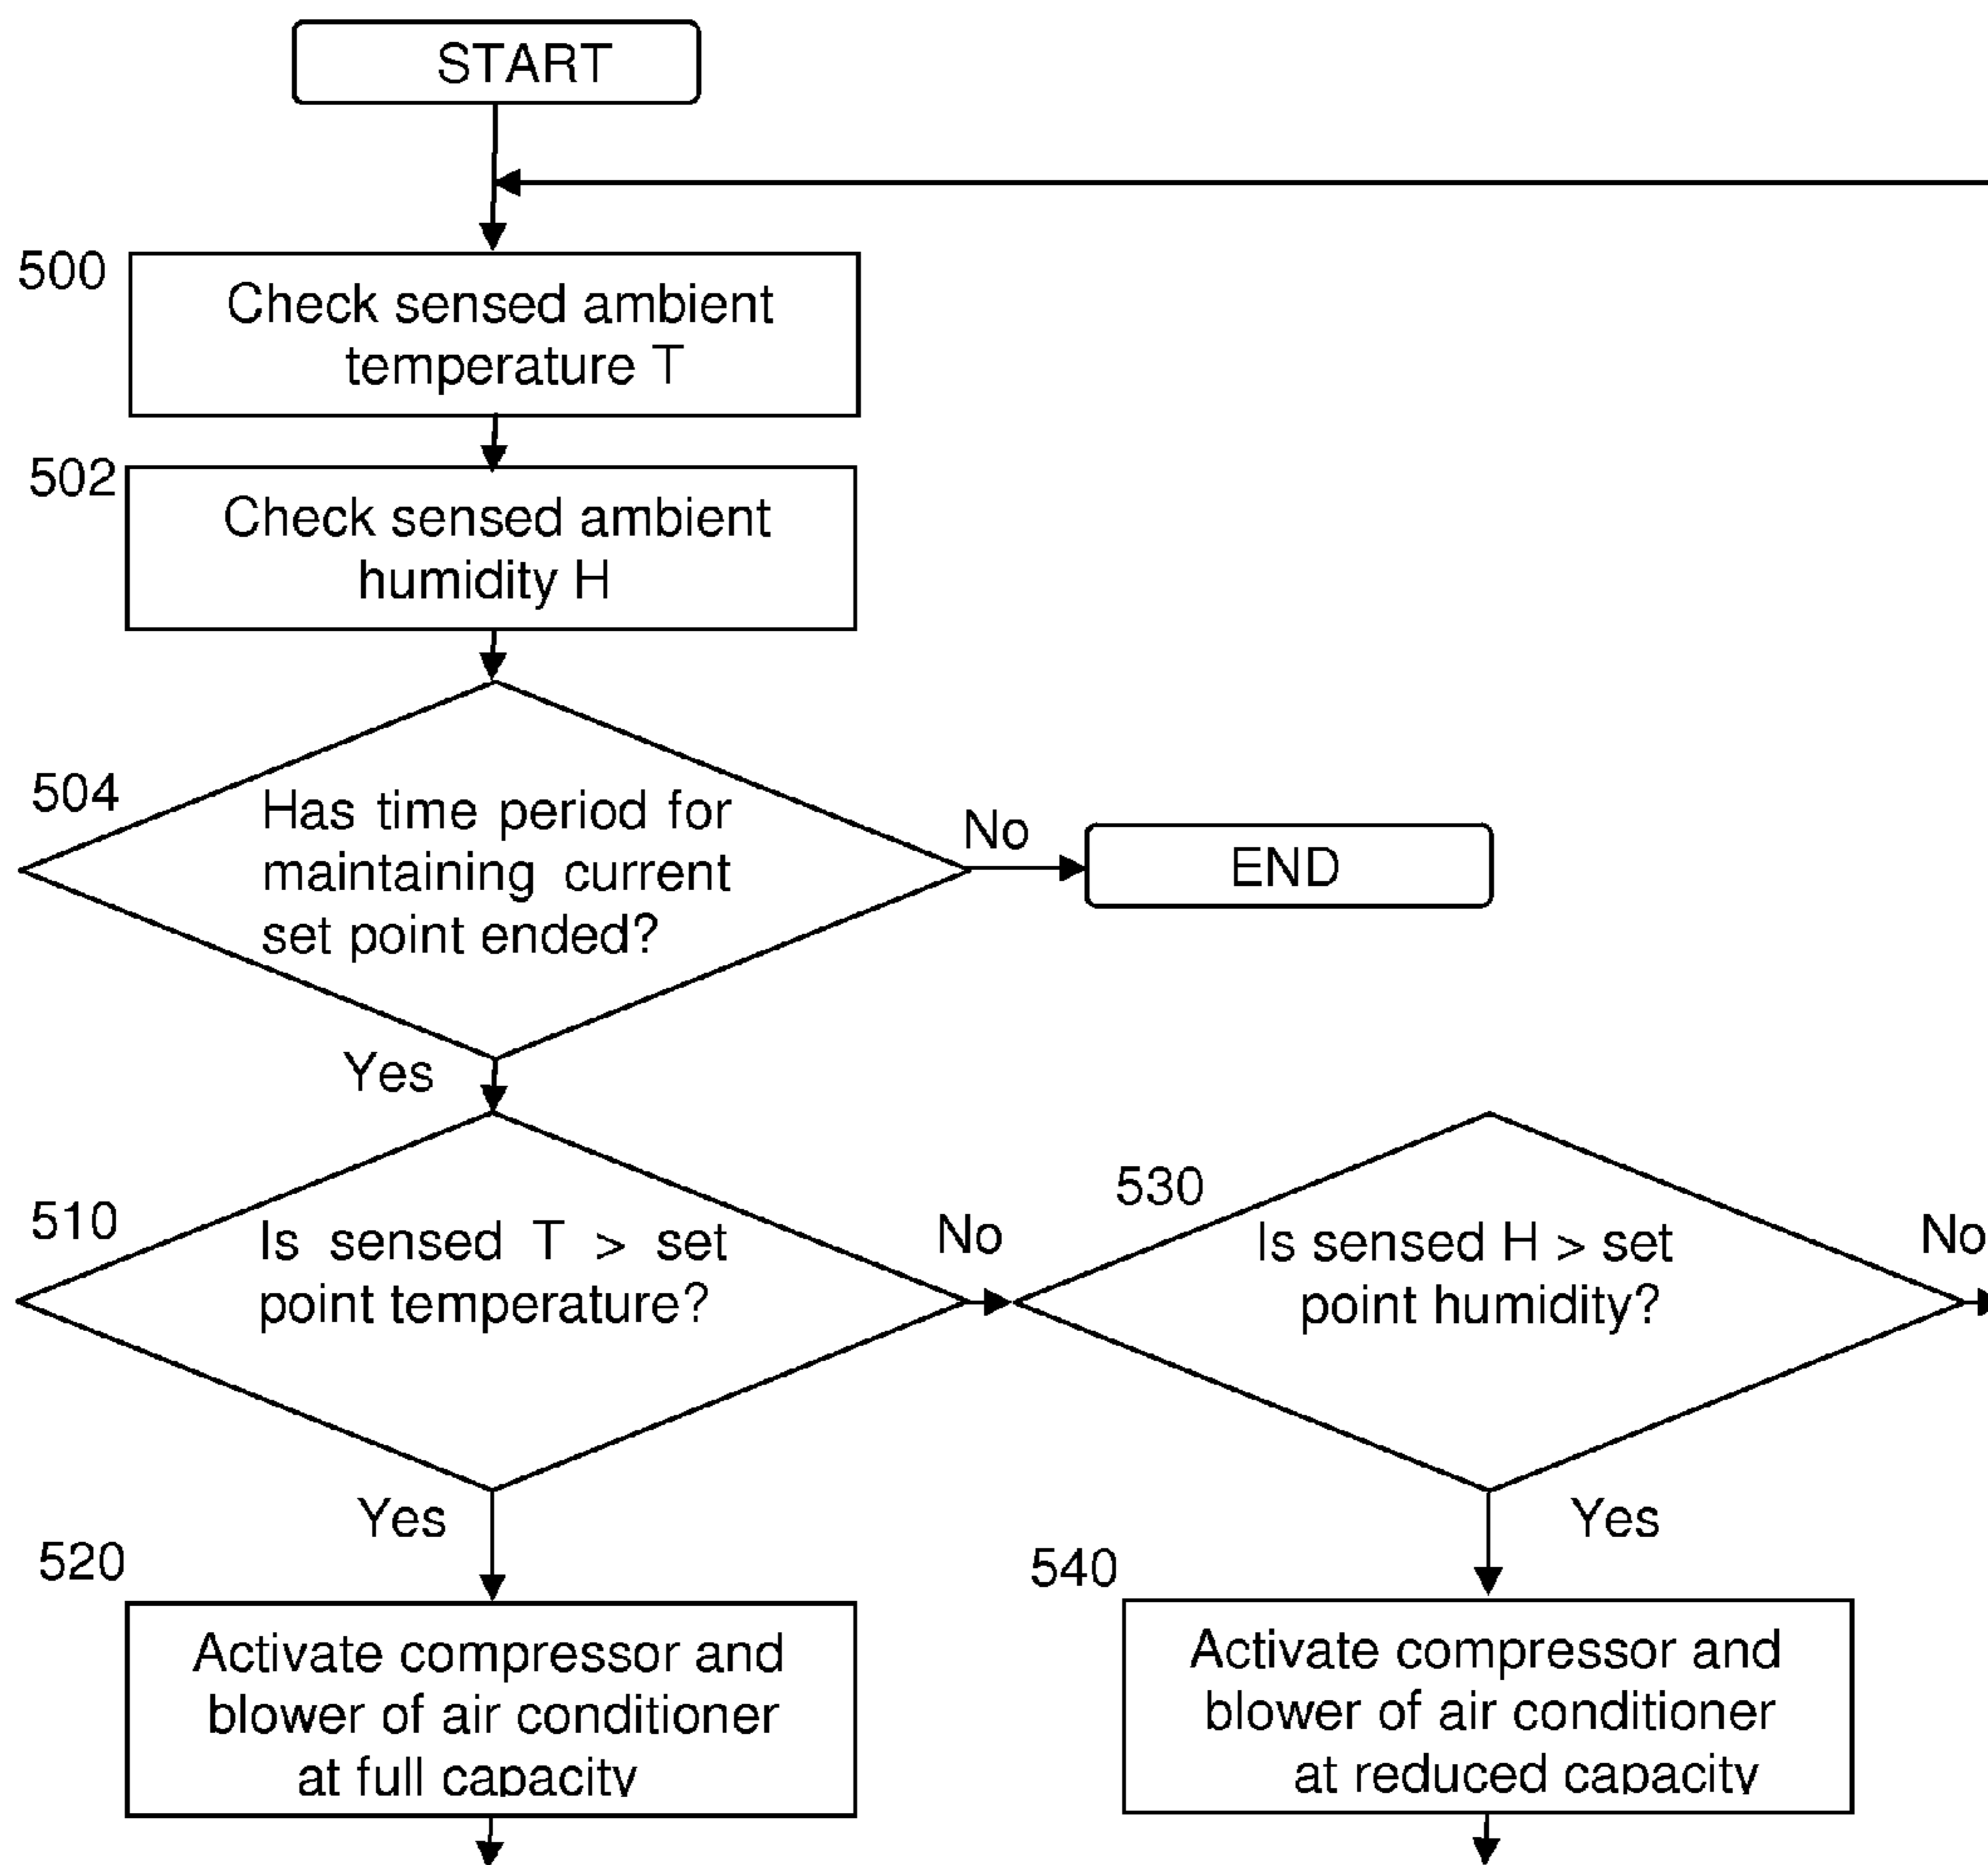 START
500
Check sensed ambient
temperature T
502
Check sensed ambient
humidity H
504
Has time period for
maintaining current
set point ended?
No
END
Yes
510
Is sensed T > set
point temperature?
No
530
Is sensed H > set
point humidity?
No
Yes
520
Activate compressor and
blower of air conditioner
at full capacity
Yes
540
Activate compressor and
blower of air conditioner
at reduced capacity